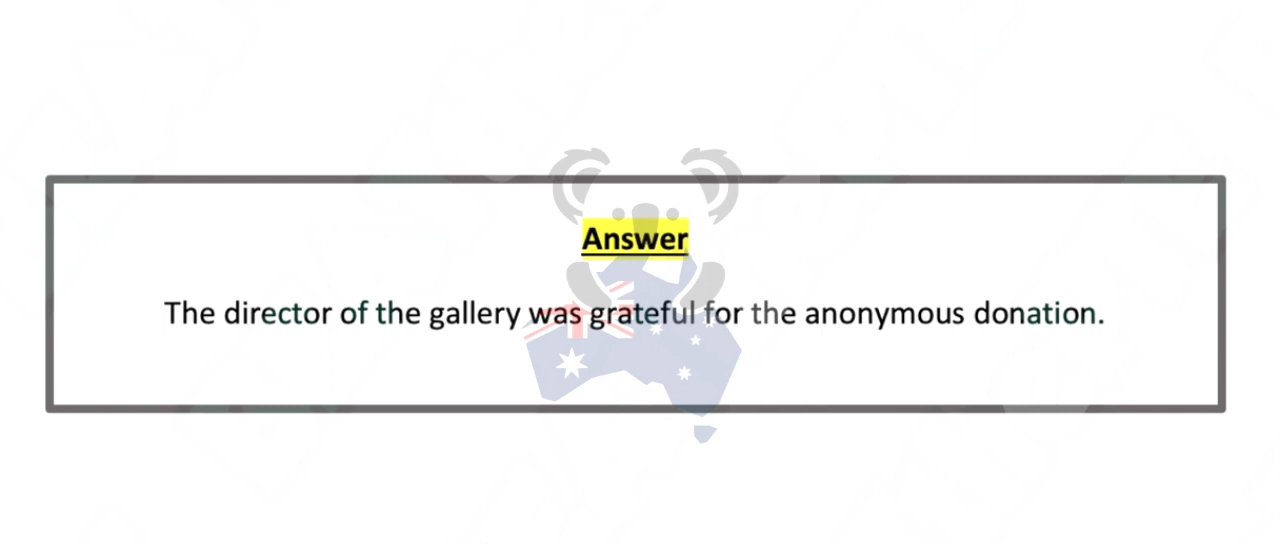 Answer
The director of the gallery was grateful for the anonymous donation.